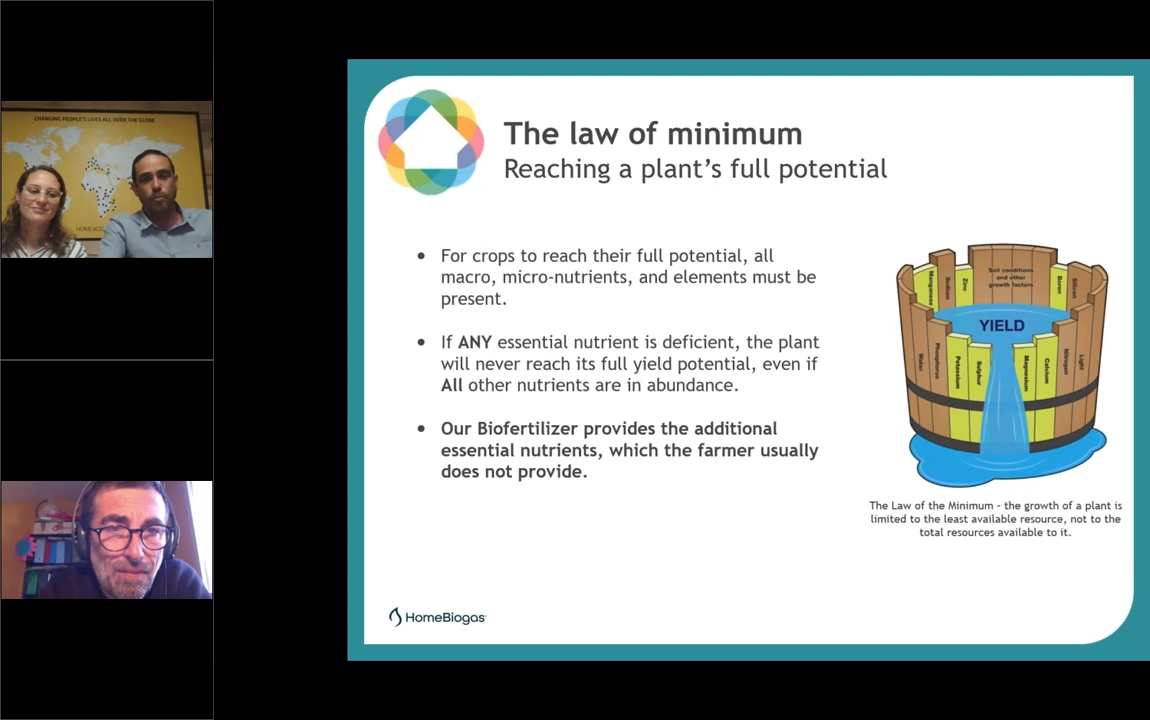 CHANGING PEOPLE'S LIVES ALL OVER THE GLOBE
The law of minimum
Reaching a plant's full potential
• For crops to reach their full potential, all
macro, micro-nutrients, and elements must be
present.
• If ANY essential nutrient is deficient, the plant
will never reach its full yield potential, even if
All other nutrients are in abundance.
• Our Biofertilizer provides the additional
essential nutrients, which the farmer usually
does not provide.
Soil conditions
and other
growth factors
Manganese
Sodium
Zinc
Boron
Silicon
YIELD
Water
Phosphorus
Potassium
Sulphur
Magnesium
Calcium
Nitrogen
Light
The Law of the Minimum - the growth of a plant is
limited to the least available resource, not to the
total resources available to it.
HomeBiogas